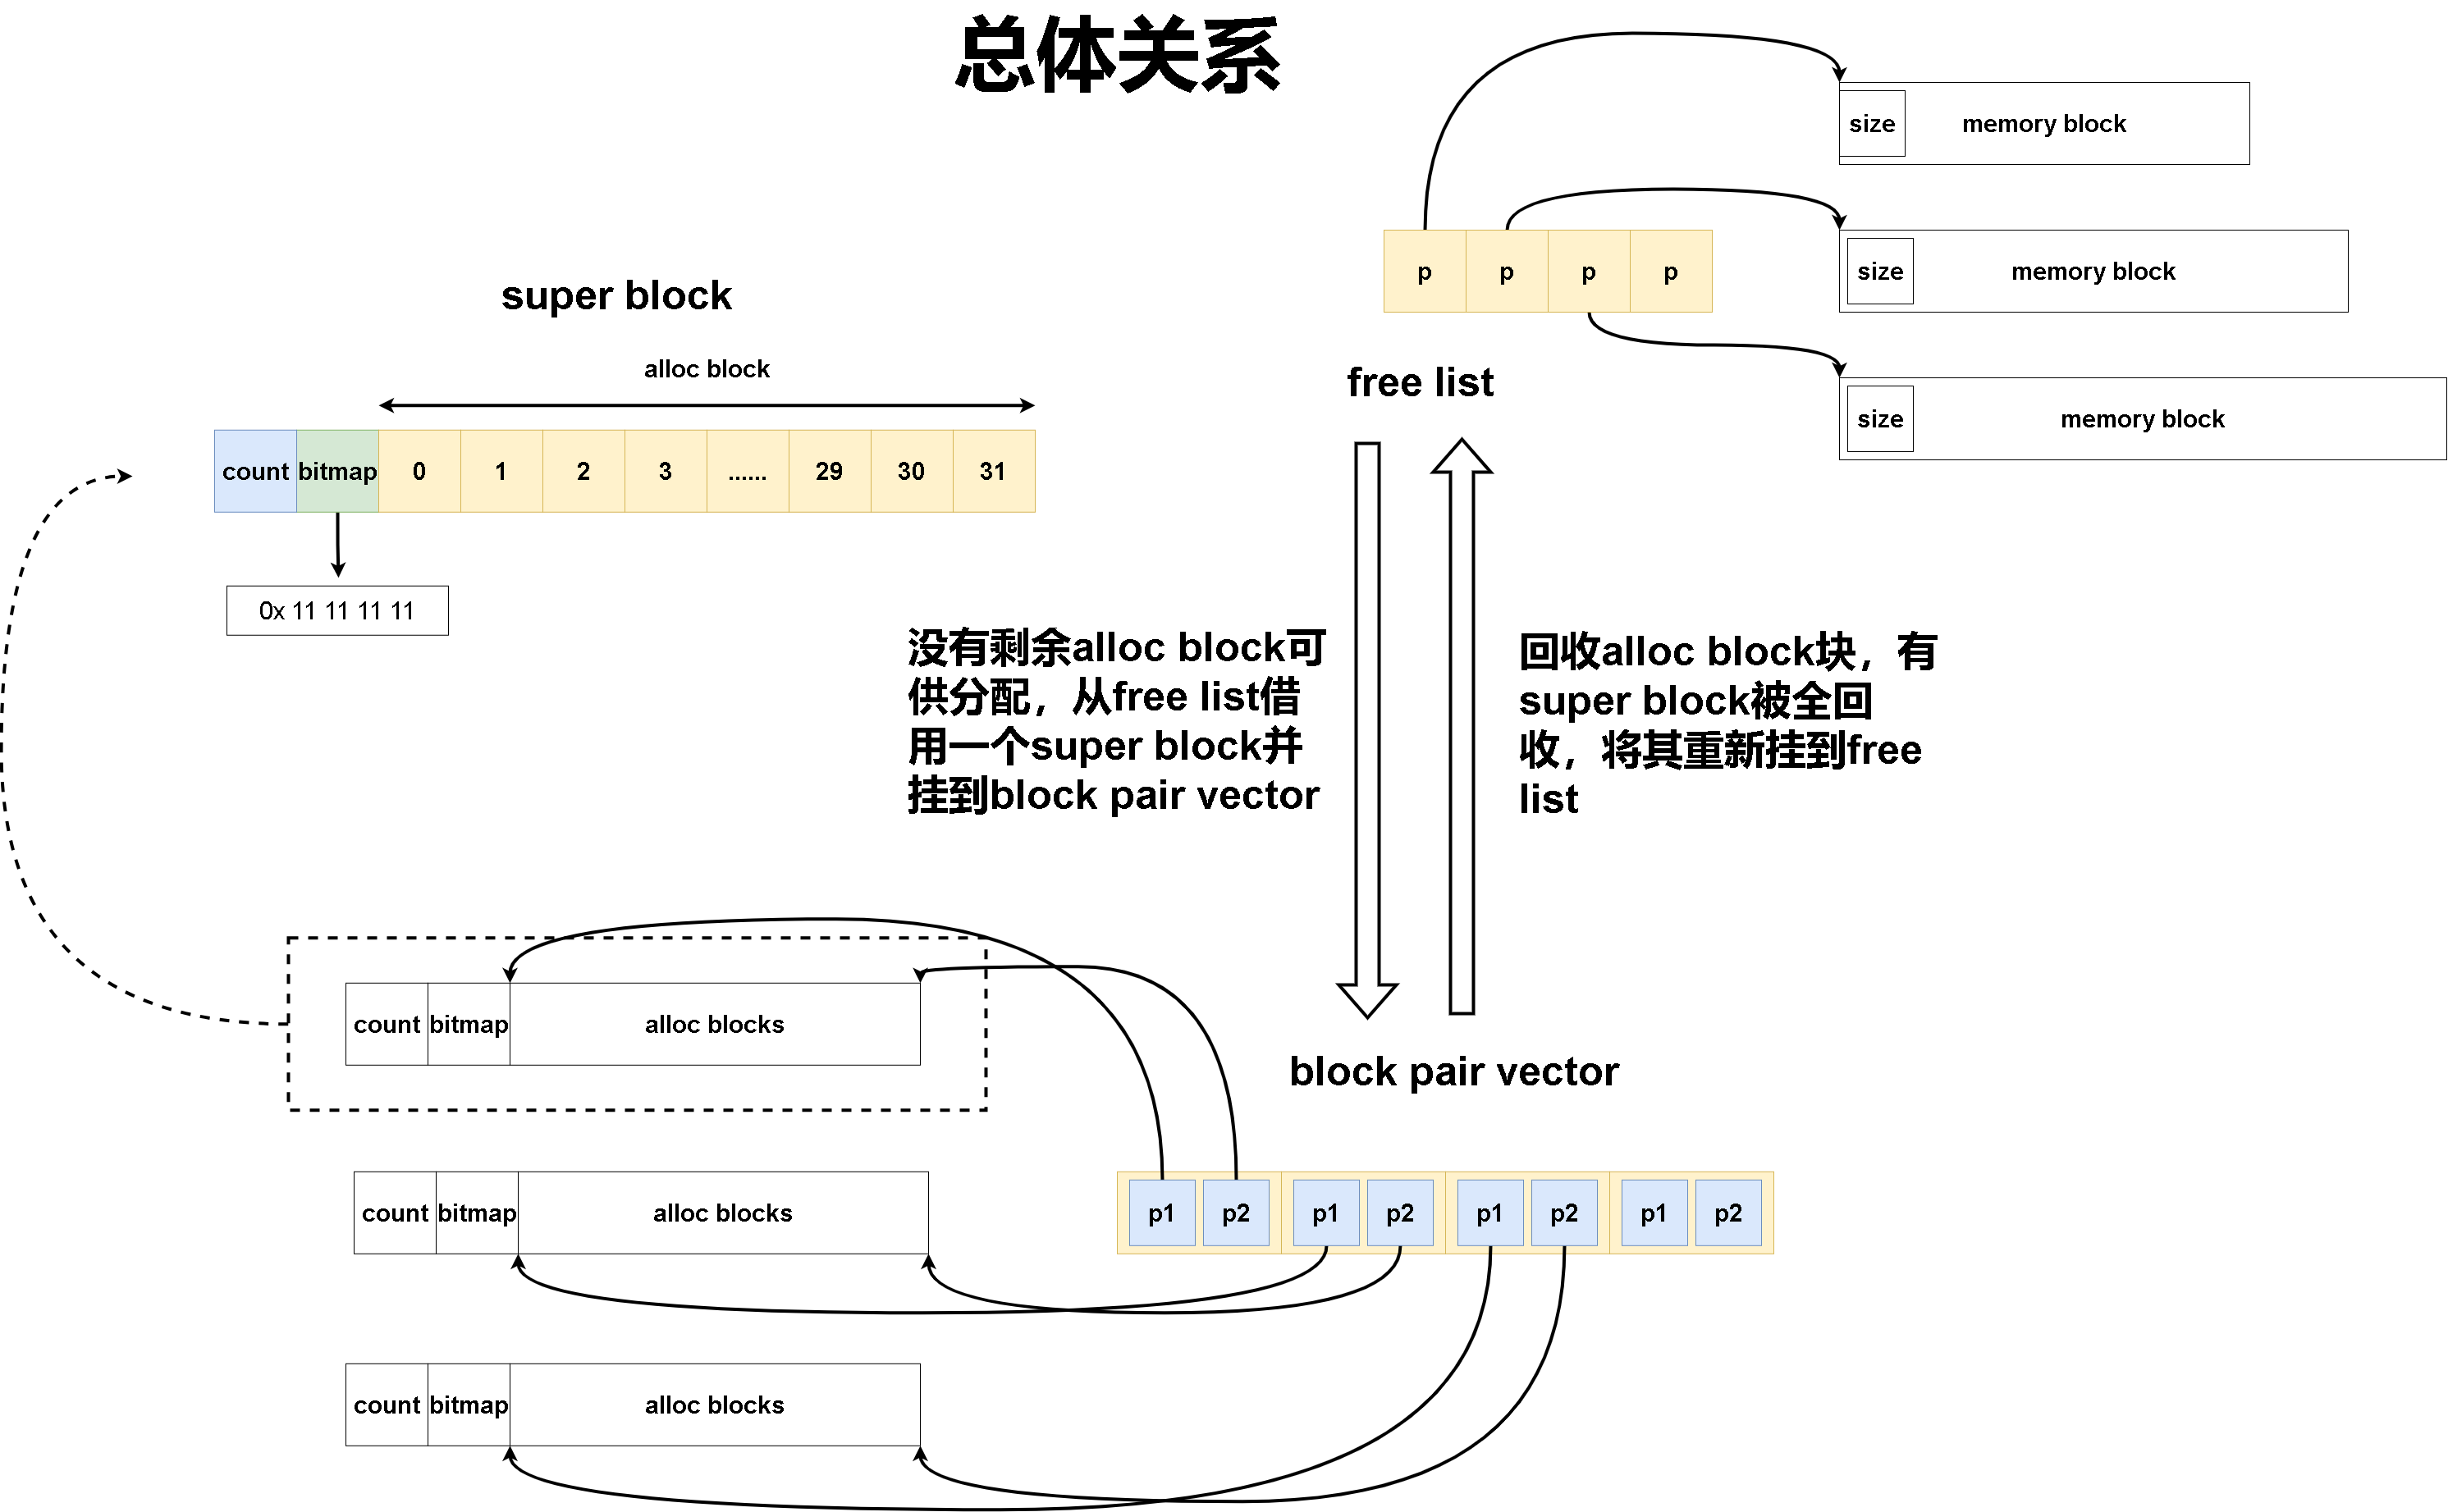 总体关系
size
memory block
p
p
p
p
size
memory block
super block
alloc block
free list
size
memory block
count
bitmap
0
1
2
3
......
29
30
31
0x 11 11 11 11
没有剩余alloc block可
供分配，从free list借
用一个super block并
挂到block pair vector
回收alloc block块，有
super block被全回
收，将其重新挂到free
list
count
bitmap
alloc blocks
block pair vector
count
bitmap
alloc blocks
p1
p2
p1
p2
p1
p2
p1
p2
count
bitmap
alloc blocks